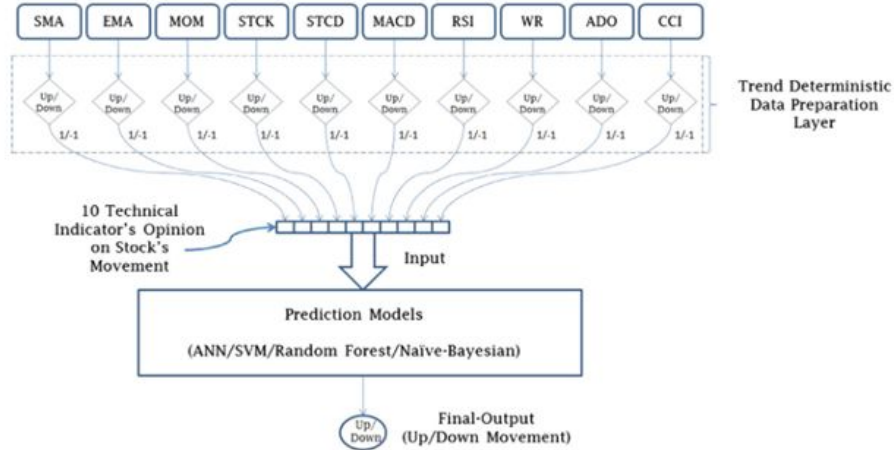 SMA EMA MOM STCK STCD MACD RSI WR ADO CCI
Up/ Up/ Up/ Up/ Up/ Up/ Up/ Up/ Up/ Up/
Down Down Down Down Down Down Down Down Down Down
1/-1 1/-1 1/-1 1/-1 1/-1 1/-1 1/-1 1/-1 1/-1 1/-1
Trend Deterministic
Data Preparation
Layer
10 Technical
Indicator's Opinion
on Stock's
Movement
Input
Prediction Models
(ANN/SVM/Random Forest/Naïve-Bayesian)
Up/
Down
Final-Output
(Up/Down Movement)